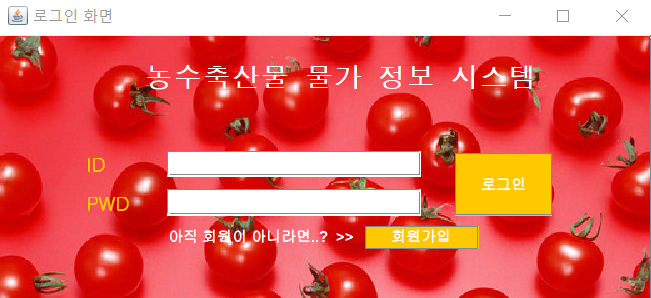 로그인 화면
농수축산물 물가 정보 시스템
ID
로그인
PWD
아직 회원이 아니라면..? >> 회원가입